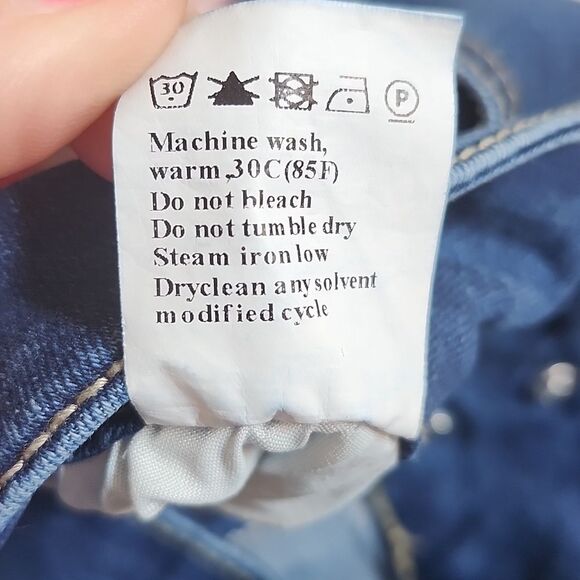 30 P
Machine wash,
warm,30C(85F)
Do not bleach
Do not tumble dry
Steam iron low
Dryclean any solvent
modified cycle